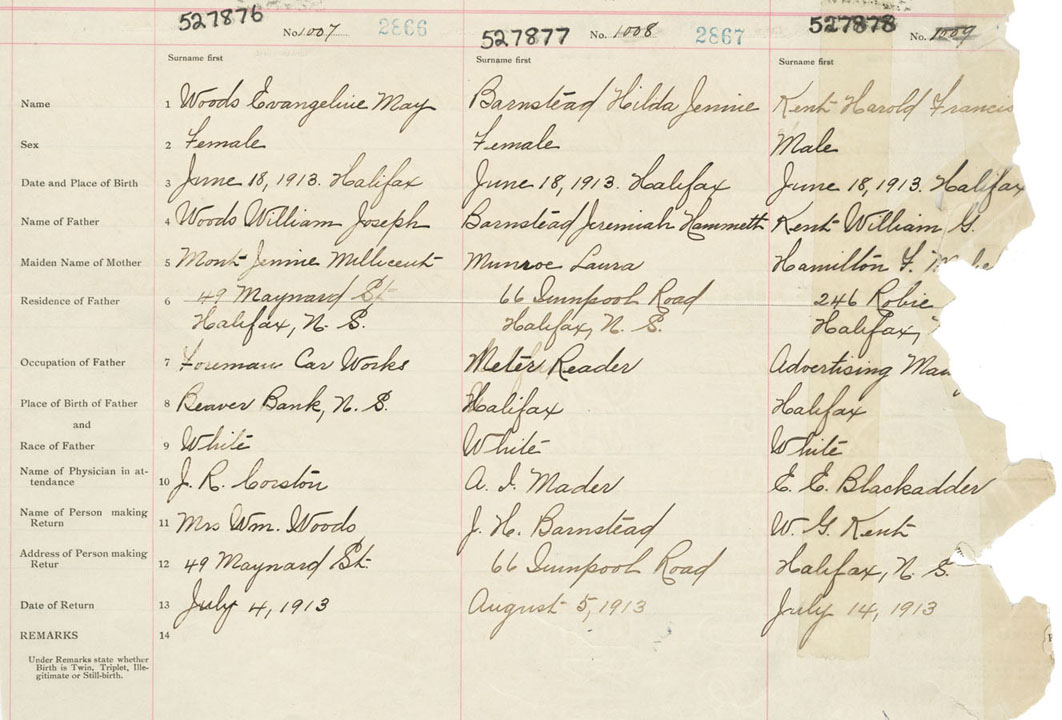 527876 No. 1007 2866 527877 No. 1008 2867 527878 No. 1009
Surname first Surname first Surname first
Name 1 Woods Evangeline May Barnstead Hilda Jennie Kent Harold Francis
Sex 2 Female Female Male
Date and Place of Birth 3 June 18, 1913. Halifax June 18, 1913. Halifax June 18, 1913. Halifax
Name of Father 4 Woods William Joseph Barnstead Jeremiah Hammett Kent William G.
Maiden Name of Mother 5 Mont Jennie Millicent Munroe Laura Hamilton F.
Residence of Father 6 49 Maynard St. 66 Quinpool Road 246 Robie
Halifax, N. S. Halifax, N. S. Halifax,
Occupation of Father 7 Foreman Car Works Meter Reader Advertising
Place of Birth of Father 8 Beaver Bank, N. S. Halifax Halifax
and
Race of Father 9 White White White
Name of Physician in at-
tendance 10 J. R. Corston A. I. Mader E. E. Blackadder
Name of Person making
Return 11 Mrs Wm. Woods J. H. Barnstead W. G. Kent
Address of Person making
Retur 12 49 Maynard St. 66 Quinpool Road Halifax, N. S.
Date of Return 13 July 4, 1913 August 5, 1913 July 14, 1913
REMARKS 14
Under Remarks state whether
Birth is Twin, Triplet, Ille-
gitimate or Still-birth.